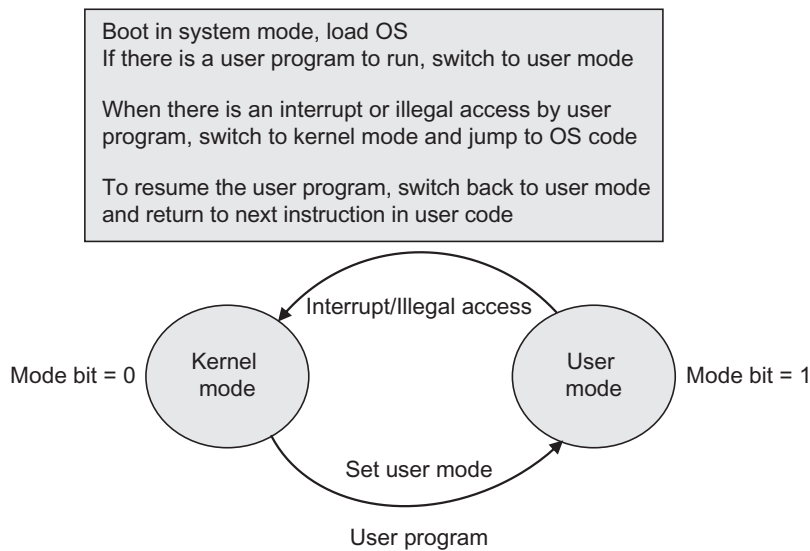 Boot in system mode, load OS
If there is a user program to run, switch to user mode
When there is an interrupt or illegal access by user
program, switch to kernel mode and jump to OS code
To resume the user program, switch back to user mode
and return to next instruction in user code
Interrupt/Illegal access
Mode bit = 0
Kernel
mode
User
mode
Mode bit = 1
Set user mode
User program